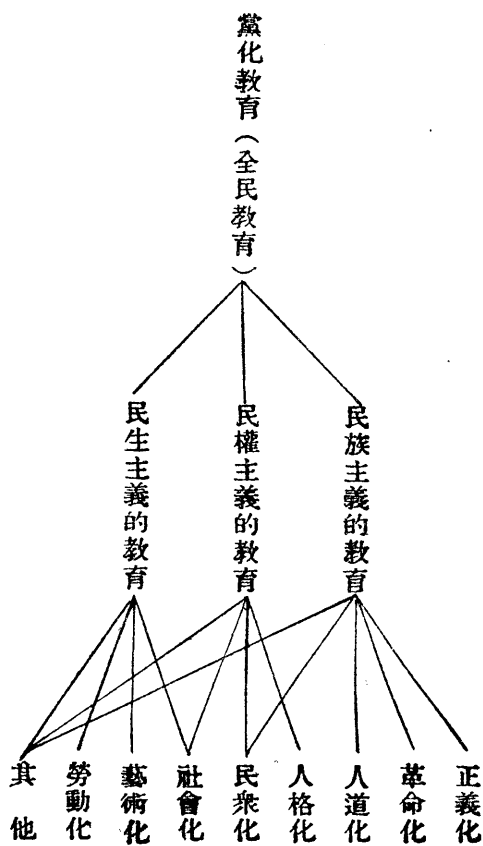 黨化教育（全民教育）
民族主義的教育
民權主義的教育
民生主義的教育
正義化
革命化
人道化
人格化
民衆化
社會化
藝術化
勞動化
其他